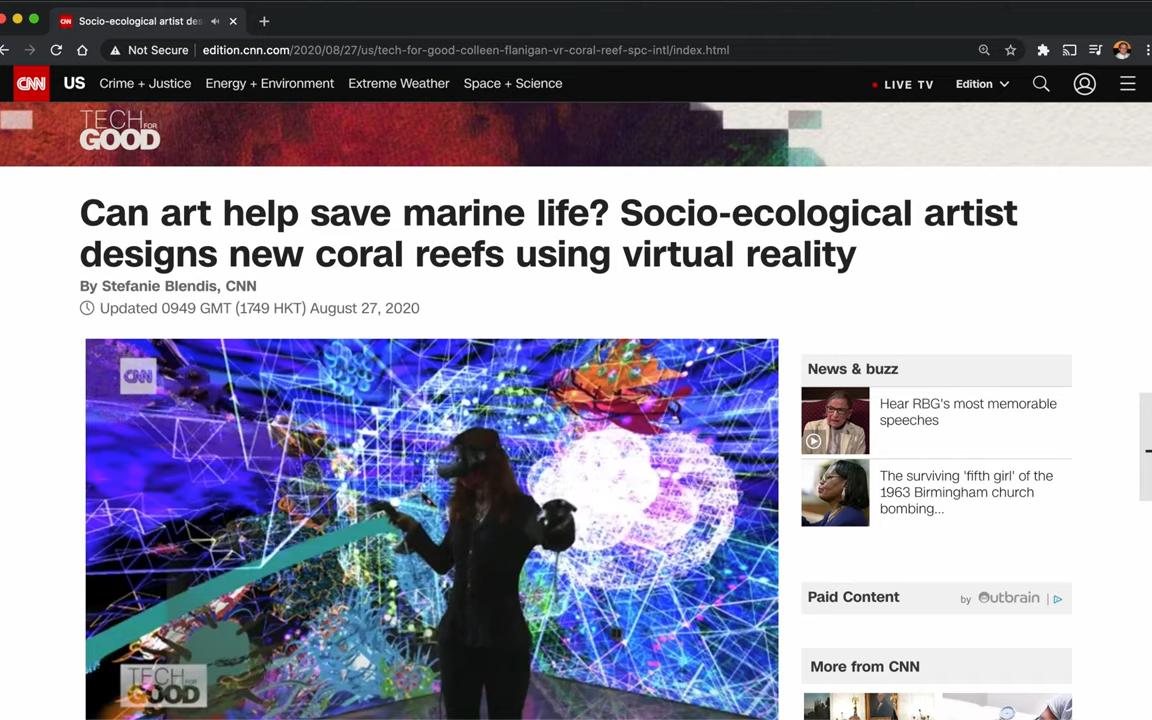 CNN Socio-ecological artist des
Not Secure edition.cnn.com/2020/08/27/us/tech-for-good-colleen-flanigan-vr-coral-reef-spc-intl/index.html
CNN US Crime + Justice Energy + Environment Extreme Weather Space + Science LIVE TV Edition
TECH FOR
GOOD
Can art help save marine life? Socio-ecological artist
designs new coral reefs using virtual reality
By Stefanie Blendis, CNN
Updated 0949 GMT (1749 HKT) August 27, 2020
CNN
TECH FOR
GOOD
News & buzz
Hear RBG's most memorable
speeches
The surviving 'fifth girl' of the
1963 Birmingham church
bombing...
Paid Content by Outbrain
More from CNN